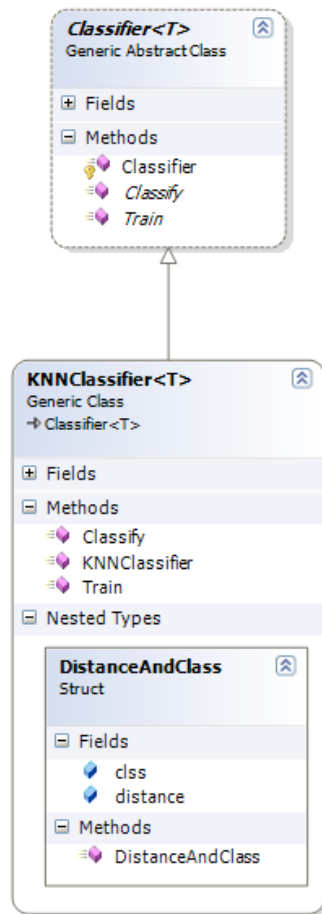 Classifier<T>
Generic Abstract Class
Fields
Methods
Classifier
Classify
Train
KNNClassifier<T>
Generic Class
Classifier<T>
Fields
Methods
Classify
KNNClassifier
Train
Nested Types
DistanceAndClass
Struct
Fields
clss
distance
Methods
DistanceAndClass